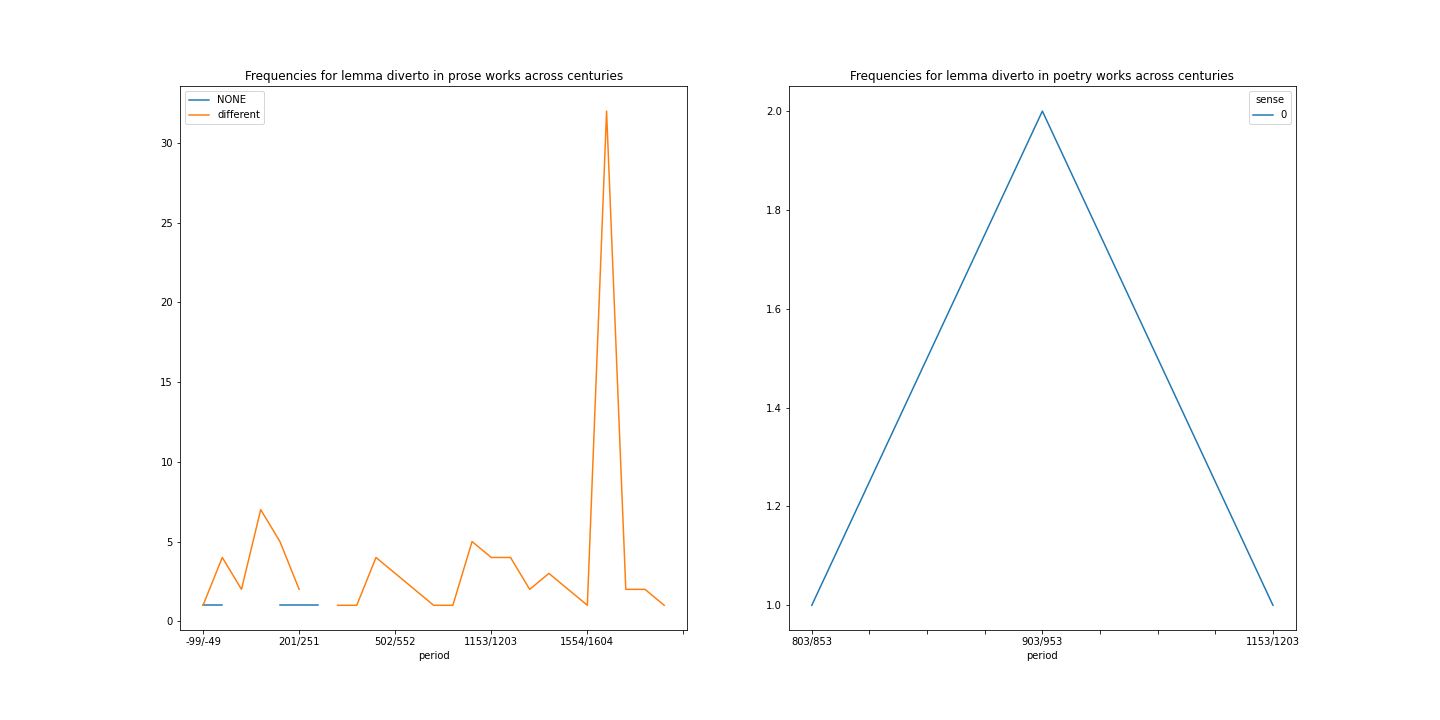 Frequencies for lemma diverto in prose works across centuries
NONE
different
30
25
20
15
10
5
0
-99/-49 201/251 502/552 1153/1203 1554/1604
period
Frequencies for lemma diverto in poetry works across centuries
sense
0
2.0
1.8
1.6
1.4
1.2
1.0
803/853 903/953 1153/1203
period